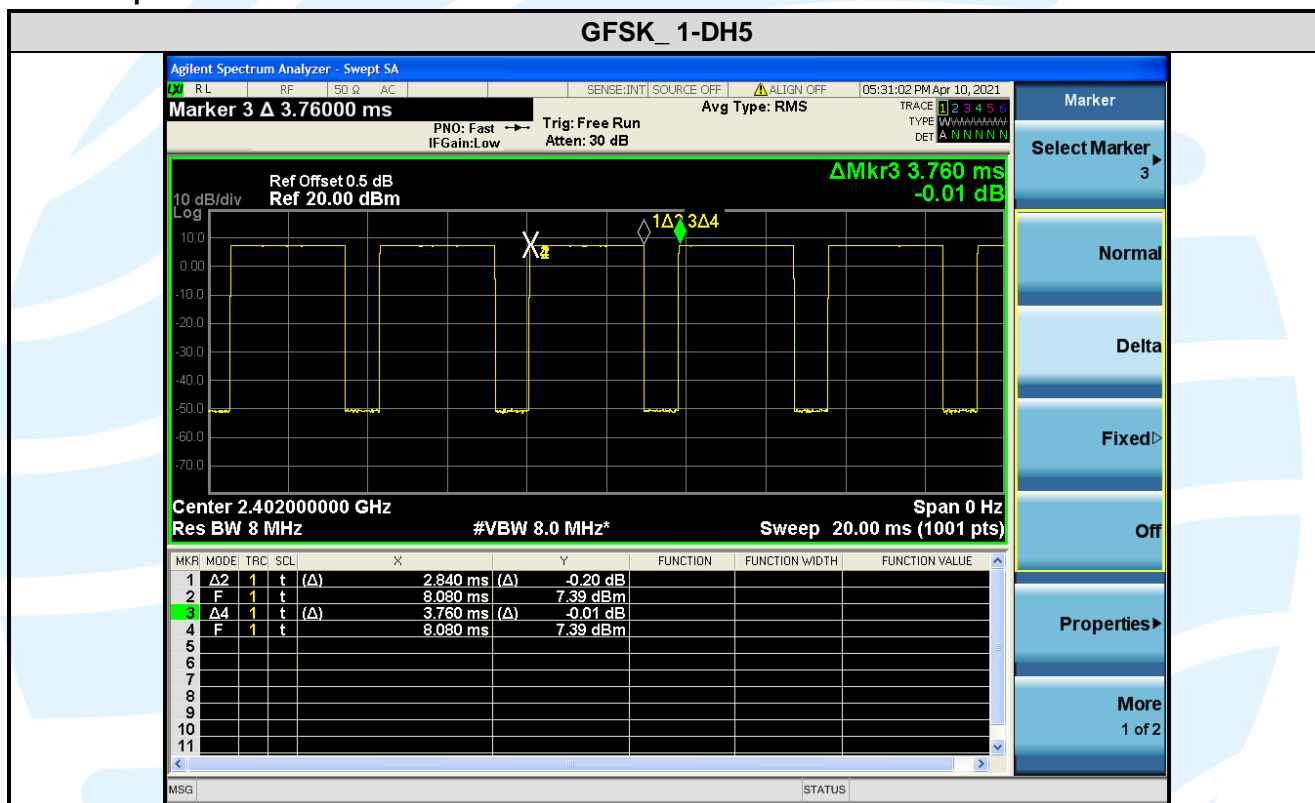 GFSK_ 1-DH5
Agilent Spectrum Analyzer - Swept SA
LXI RL RF 50 Ω AC SENSE:INT SOURCE OFF ALIGN OFF 05:31:02 PM Apr 10, 2021
Marker 3 Δ 3.76000 ms
PNO: Fast
IFGain:Low
Trig: Free Run
Atten: 30 dB
Avg Type: RMS
TRACE 1 2 3 4 5 6
TYPE W
DET A N N N N N
ΔMkr3 3.760 ms
-0.01 dB
10 dB/div
Log
Ref Offset 0.5 dB
Ref 20.00 dBm
1Δ2 3Δ4
10.0
0.00
-10.0
-20.0
-30.0
-40.0
-50.0
-60.0
-70.0
Center 2.402000000 GHz
Span 0 Hz
Res BW 8 MHz
#VBW 8.0 MHz*
Sweep 20.00 ms (1001 pts)
MKR MODE TRC SCL X Y FUNCTION FUNCTION WIDTH FUNCTION VALUE
1 Δ2 1 t (Δ) 2.840 ms (Δ) -0.20 dB
2 F 1 t 8.080 ms 7.39 dBm
3 Δ4 1 t (Δ) 3.760 ms (Δ) -0.01 dB
4 F 1 t 8.080 ms 7.39 dBm
5
6
7
8
9
10
11
MSG
STATUS
Marker
Select Marker
3
Normal
Delta
Fixed
Off
Properties
More
1 of 2